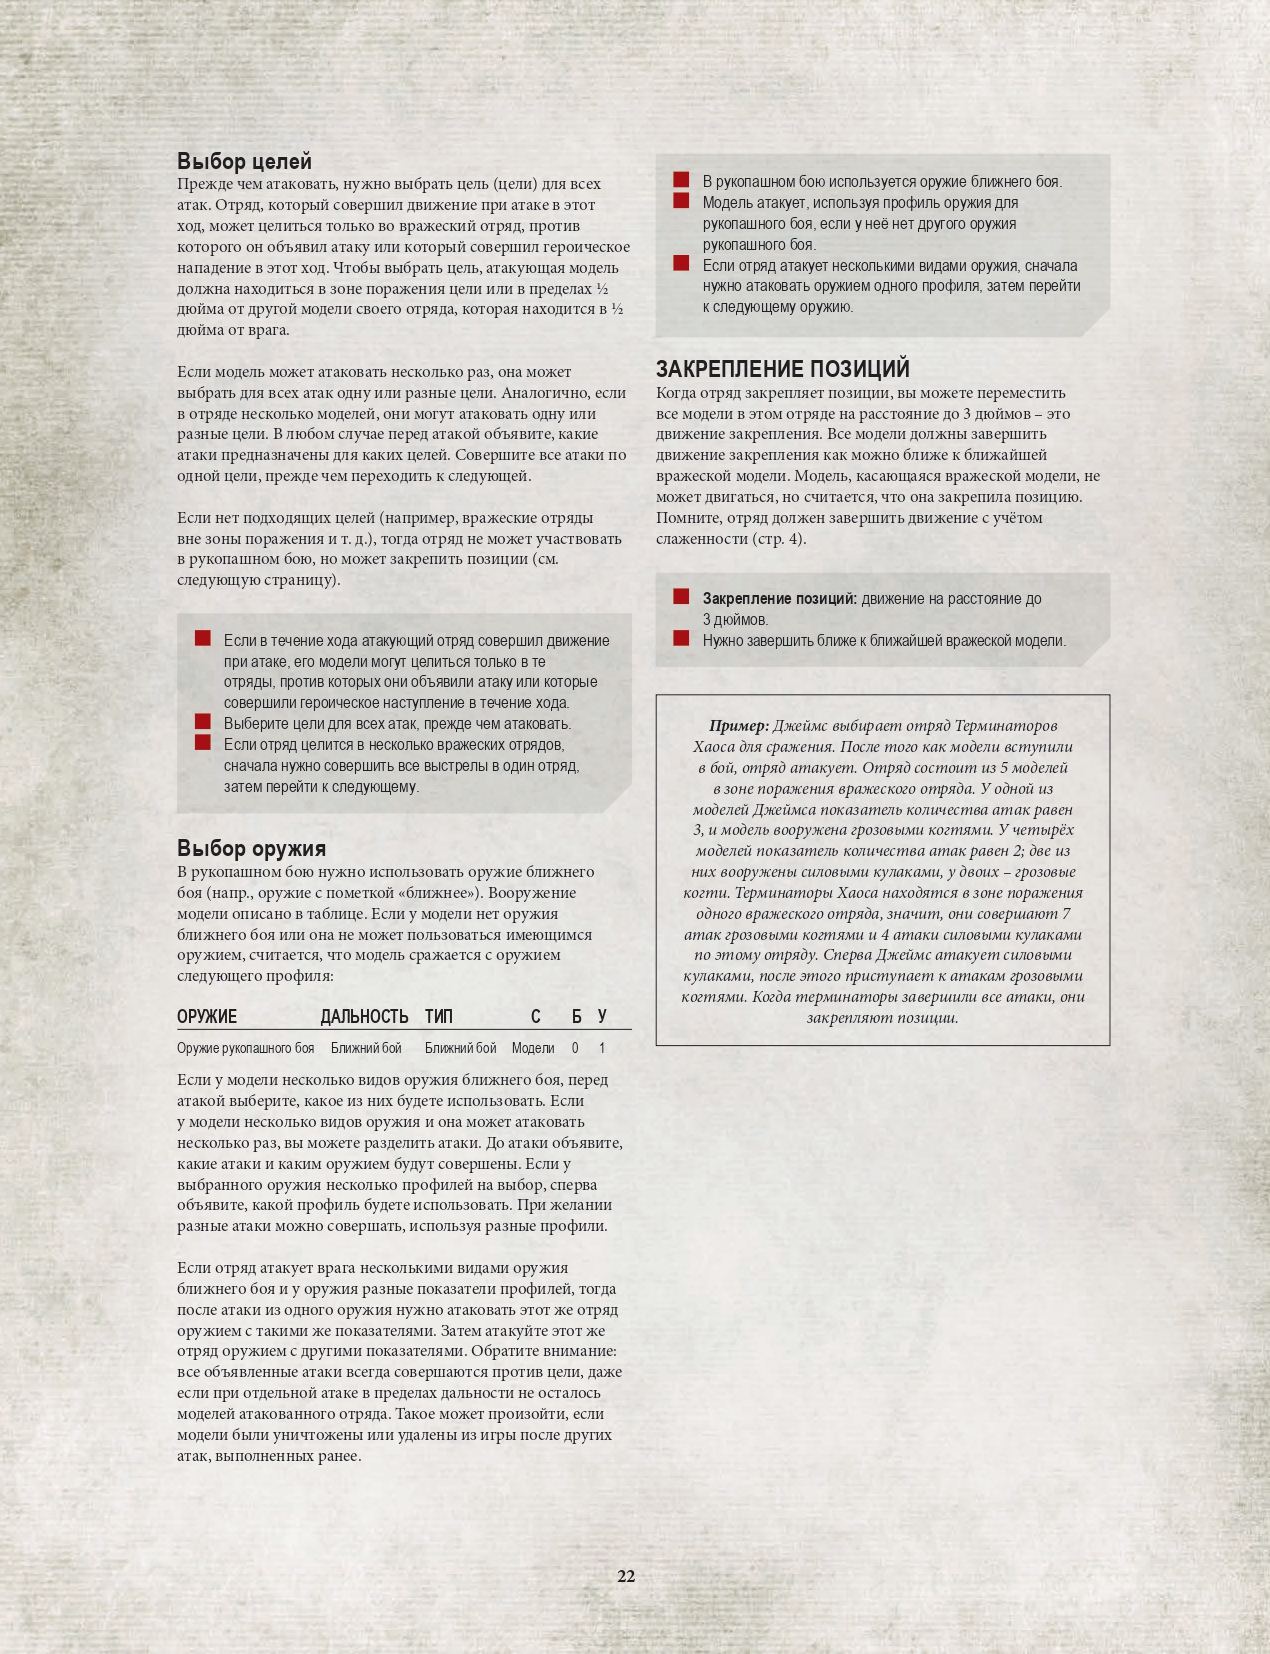 Выбор целей
Прежде чем атаковать, нужно выбрать цель (цели) для всех
атак. Отряд, который совершил движение при атаке в этот
ход, может целиться только во вражеский отряд, против
которого он объявил атаку или который совершил героическое
нападение в этот ход. Чтобы выбрать цель, атакующая модель
должна находиться в зоне поражения цели или в пределах ½
дюйма от другой модели своего отряда, которая находится в ½
дюйма от врага.
Если модель может атаковать несколько раз, она может
выбрать для всех атак одну или разные цели. Аналогично, если
в отряде несколько моделей, они могут атаковать одну или
разные цели. В любом случае перед атакой объявите, какие
атаки предназначены для каких целей. Совершите все атаки по
одной цели, прежде чем переходить к следующей.
Если нет подходящих целей (например, вражеские отряды
вне зоны поражения и т. д.), тогда отряд не может участвовать
в рукопашном бою, но может закрепить позиции (см.
следующую страницу).
Если в течение хода атакующий отряд совершил движение
при атаке, его модели могут целиться только в те
отряды, против которых они объявили атаку или которые
совершили героическое наступление в течение хода.
Выберите цели для всех атак, прежде чем атаковать.
Если отряд целится в несколько вражеских отрядов,
сначала нужно совершить все выстрелы в один отряд,
затем перейти к следующему.
Выбор оружия
В рукопашном бою нужно использовать оружие ближнего
боя (напр., оружие с пометкой «ближнее»). Вооружение
модели описано в таблице. Если у модели нет оружия
ближнего боя или она не может пользоваться имеющимся
оружием, считается, что модель сражается с оружием
следующего профиля:
ОРУЖИЕ ДАЛЬНОСТЬ ТИП С Б У
Оружие рукопашного боя Ближний бой Ближний бой Модели 0 1
Если у модели несколько видов оружия ближнего боя, перед
атакой выберите, какое из них будете использовать. Если
у модели несколько видов оружия и она может атаковать
несколько раз, вы можете разделить атаки. До атаки объявите,
какие атаки и каким оружием будут совершены. Если у
выбранного оружия несколько профилей на выбор, сперва
объявите, какой профиль будете использовать. При желании
разные атаки можно совершать, используя разные профили.
Если отряд атакует врага несколькими видами оружия
ближнего боя и у оружия разные показатели профилей, тогда
после атаки из одного оружия нужно атаковать этот же отряд
оружием с такими же показателями. Затем атакуйте этот же
отряд оружием с другими показателями. Обратите внимание:
все объявленные атаки всегда совершаются против цели, даже
если при отдельной атаке в пределах дальности не осталось
моделей атакованного отряда. Такое может произойти, если
модели были уничтожены или удалены из игры после других
атак, выполненных ранее.
В рукопашном бою используется оружие ближнего боя.
Модель атакует, используя профиль оружия для
рукопашного боя, если у неё нет другого оружия
рукопашного боя.
Если отряд атакует несколькими видами оружия, сначала
нужно атаковать оружием одного профиля, затем перейти
к следующему оружию.
ЗАКРЕПЛЕНИЕ ПОЗИЦИЙ
Когда отряд закрепляет позиции, вы можете переместить
все модели в этом отряде на расстояние до 3 дюймов – это
движение закрепления. Все модели должны завершить
движение закрепления как можно ближе к ближайшей
вражеской модели. Модель, касающаяся вражеской модели, не
может двигаться, но считается, что она закрепила позицию.
Помните, отряд должен завершить движение с учётом
слаженности (стр. 4).
Закрепление позиций: движение на расстояние до
3 дюймов.
Нужно завершить ближе к ближайшей вражеской модели.
Пример: Джеймс выбирает отряд Терминаторов
Хаоса для сражения. После того как модели вступили
в бой, отряд атакует. Отряд состоит из 5 моделей
в зоне поражения вражеского отряда. У одной из
моделей Джеймса показатель количества атак равен
3, и модель вооружена грозовыми когтями. У четырёх
моделей показатель количества атак равен 2; две из
них вооружены силовыми кулаками, у двоих – грозовые
когти. Терминаторы Хаоса находятся в зоне поражения
одного вражеского отряда, значит, они совершают 7
атак грозовыми когтями и 4 атаки силовыми кулаками
по этому отряду. Сперва Джеймс атакует силовыми
кулаками, после этого приступает к атакам грозовыми
когтями. Когда терминаторы завершили все атаки, они
закрепляют позиции.
22